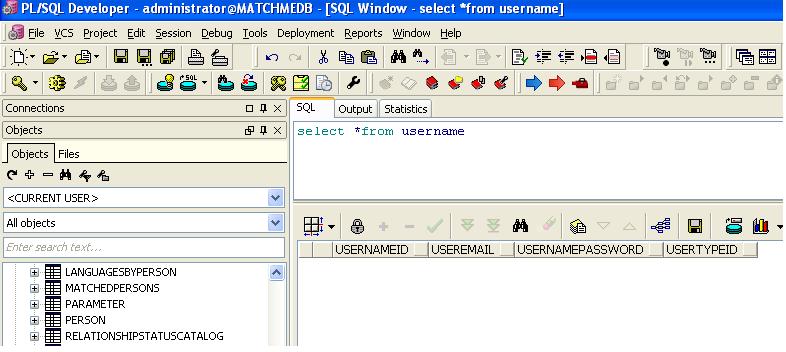 PL/SQL Developer - administrator@MATCHMEDB - [SQL Window - select *from username]
File VCS Project Edit Session Debug Tools Deployment Reports Window Help
SQL
Connections
Objects
Objects Files
<CURRENT USER>
All objects
Enter search text...
LANGUAGESBYPERSON
MATCHEDPERSONS
PARAMETER
PERSON
RELATIONSHIPSTATUSCATALOG
SQL Output Statistics
select *from username
USERNAMEID USEREMAIL USERNAMEPASSWORD USERTYPEID